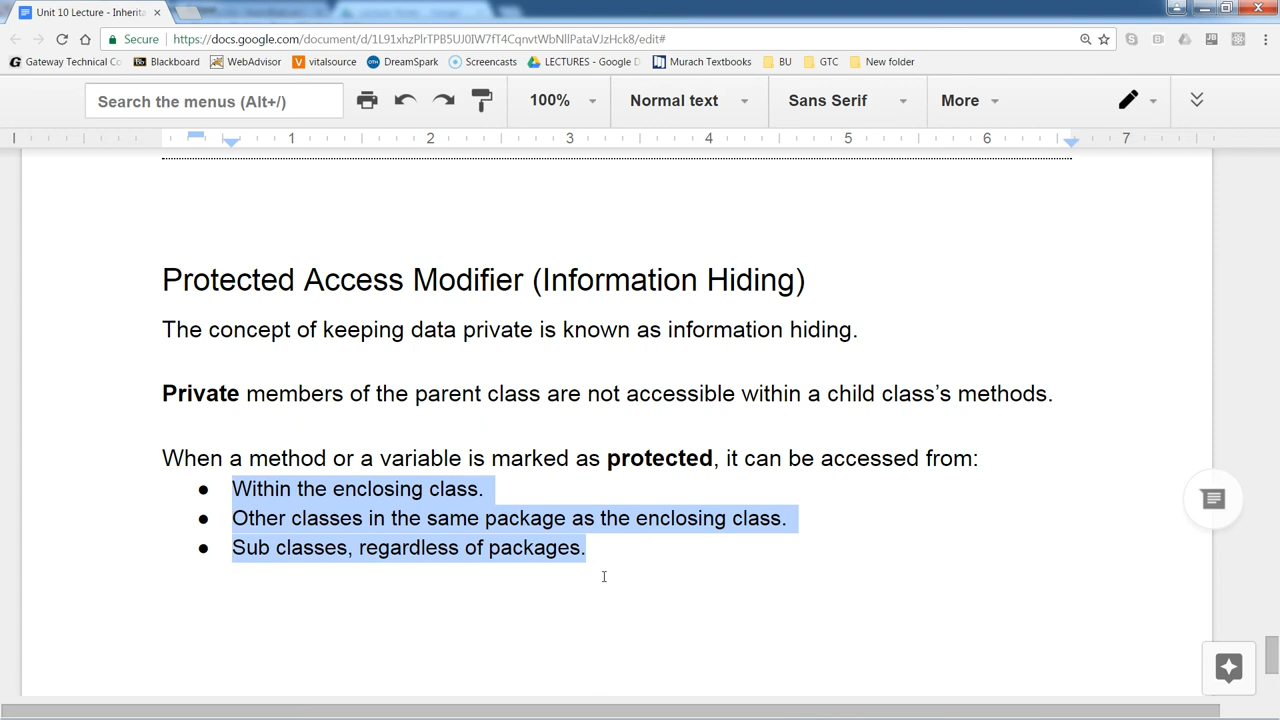 Unit 10 Lecture - Inherita
Secure
https://docs.google.com/document/d/1L91xhzPlrTPB5UJ0IW7fT4CqnvtWbNllPataVJzHck8/edit#
Gateway Technical Co
Blackboard
WebAdvisor
vitalsource
DreamSpark
Screencasts
LECTURES - Google D
Murach Textbooks
BU
GTC
New folder
Search the menus (Alt+/)
100%
Normal text
Sans Serif
More
1 2 3 4 5 6 7
Protected Access Modifier (Information Hiding)
The concept of keeping data private is known as information hiding.
Private members of the parent class are not accessible within a child class’s methods.
When a method or a variable is marked as protected, it can be accessed from:
● Within the enclosing class.
● Other classes in the same package as the enclosing class.
● Sub classes, regardless of packages.